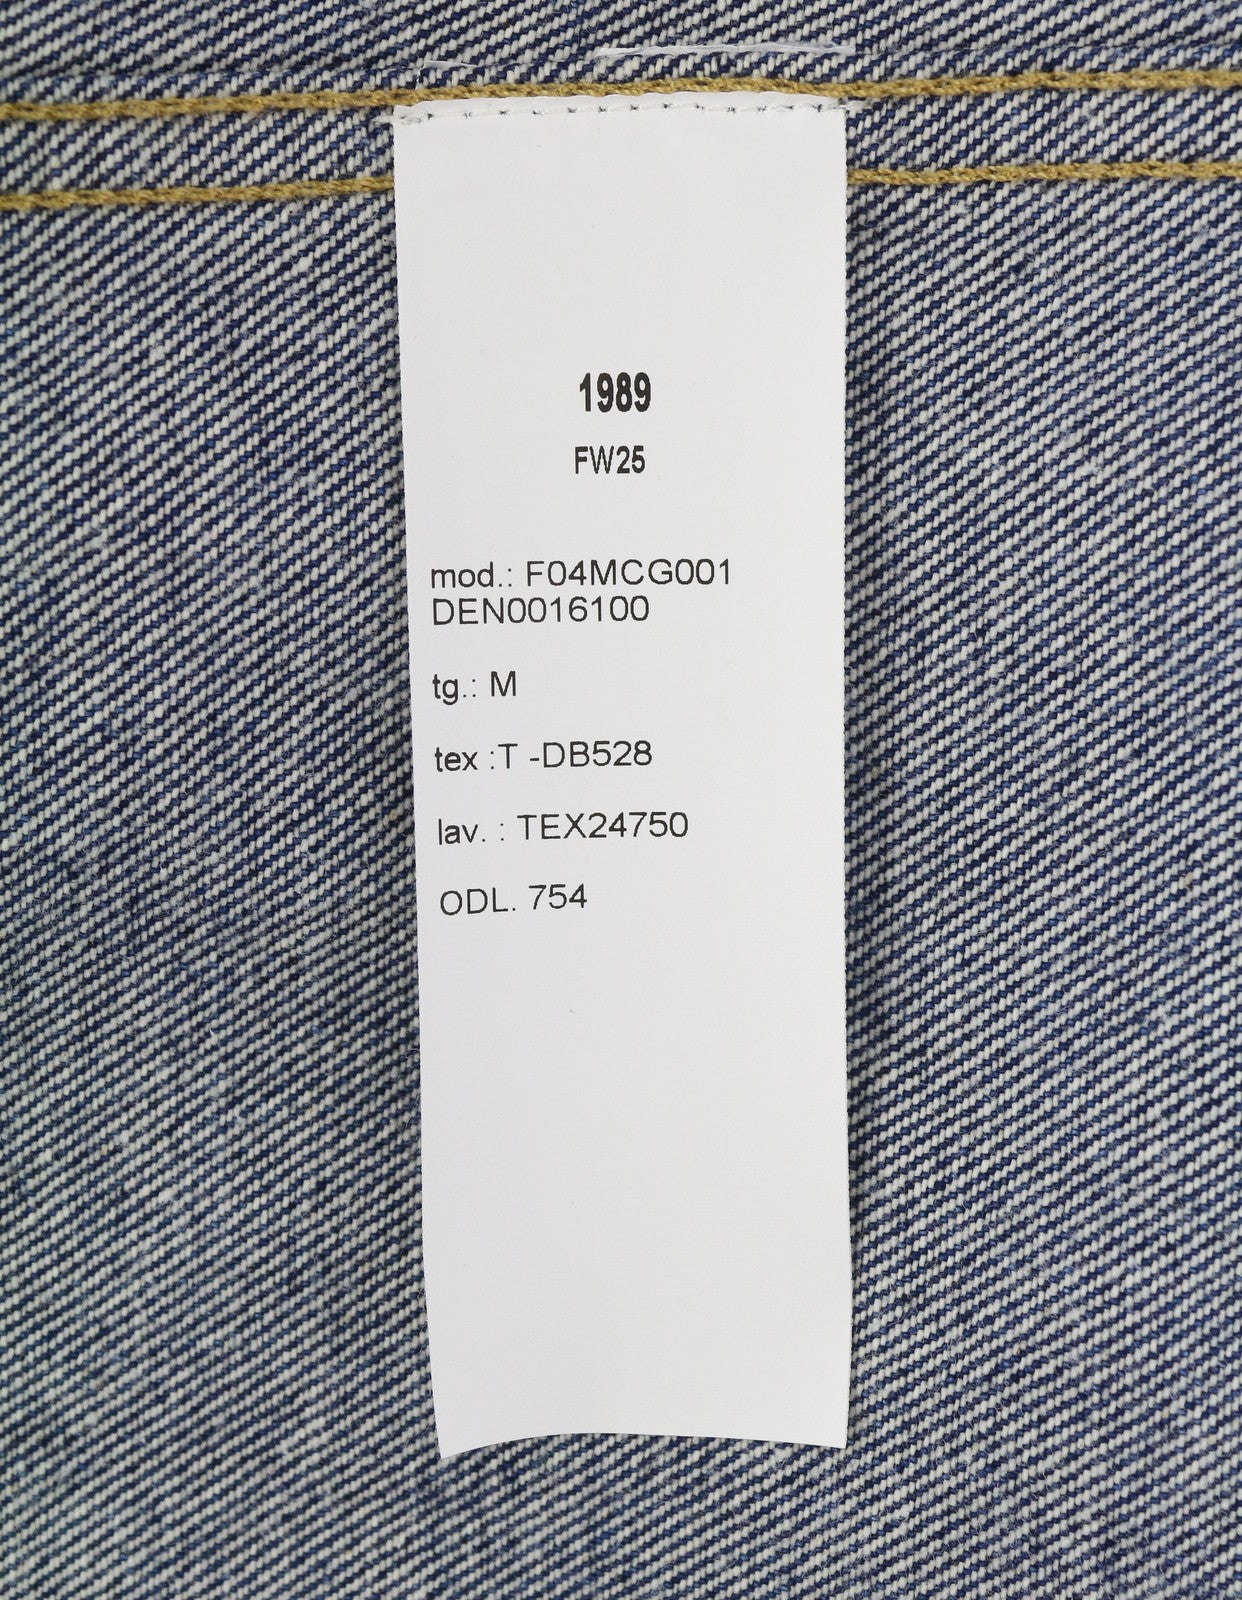 1989
FW25
mod.: F04MCG001
DEN0016100
tg.: M
tex :T -DB528
lav. : TEX24750
ODL. 754